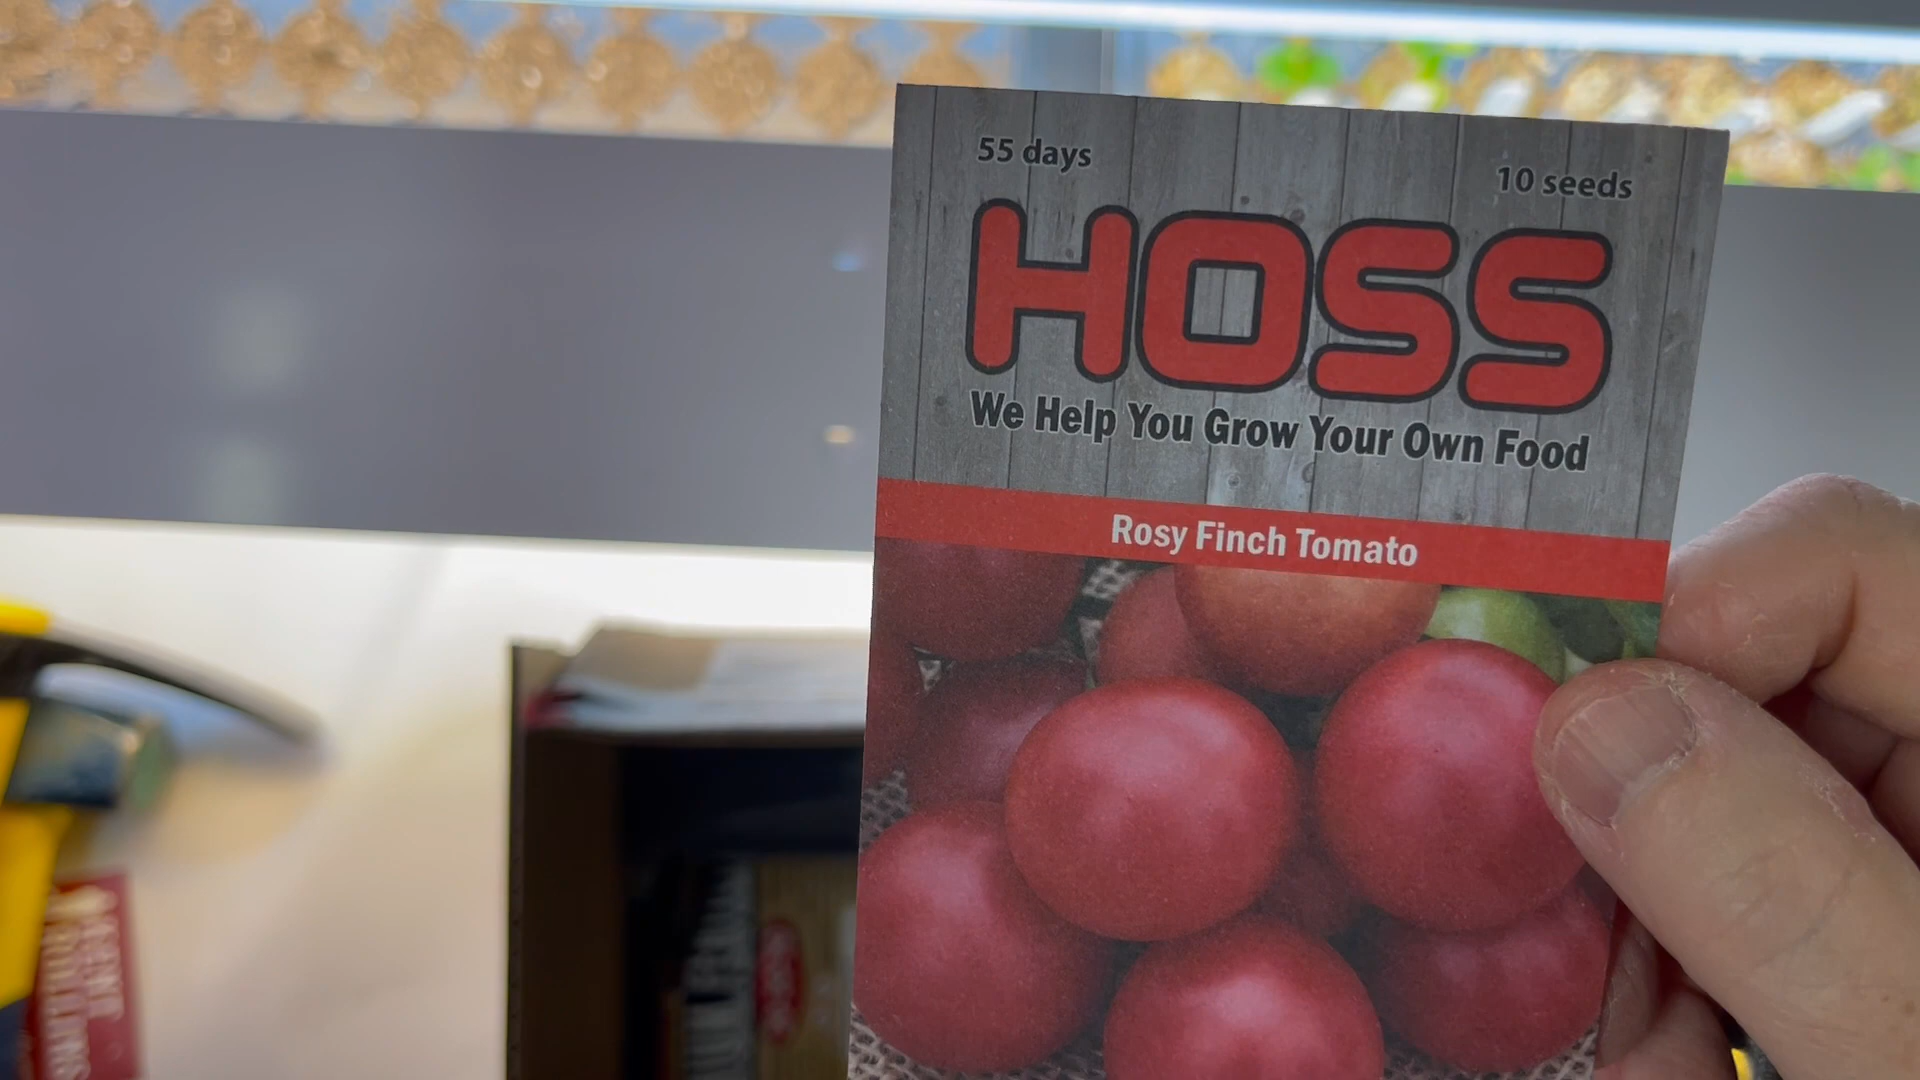 55 days
10 seeds
HOSS
We Help You Grow Your Own Food
Rosy Finch Tomato